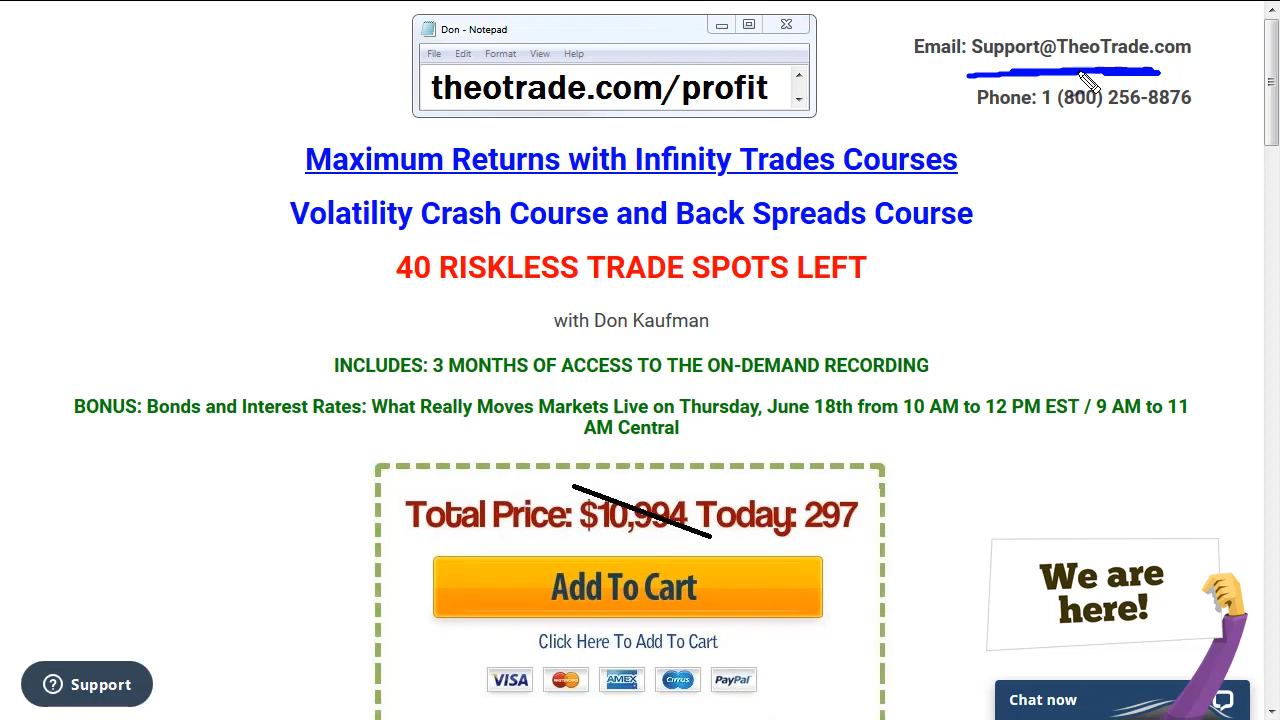 Don - Notepad
File Edit Format View Help
theotrade.com/profit
Email: Support@TheoTrade.com
Phone: 1 (800) 256-8876
Maximum Returns with Infinity Trades Courses
Volatility Crash Course and Back Spreads Course
40 RISKLESS TRADE SPOTS LEFT
with Don Kaufman
INCLUDES: 3 MONTHS OF ACCESS TO THE ON-DEMAND RECORDING
BONUS: Bonds and Interest Rates: What Really Moves Markets Live on Thursday, June 18th from 10 AM to 12 PM EST / 9 AM to 11
AM Central
Total Price: $10,994 Today: 297
Add To Cart
Click Here To Add To Cart
VISA MasterCard AMEX Cirrus PayPal
We are
here!
Support
Chat now